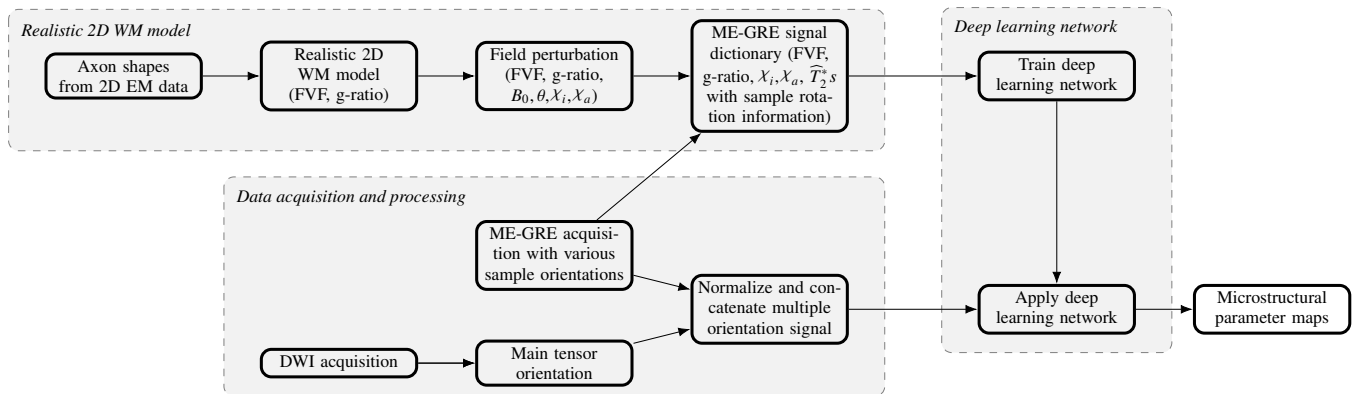 Realistic 2D WM model
Axon shapes
from 2D EM data
Realistic 2D
WM model
(FVF, g-ratio)
Field perturbation
(FVF, g-ratio,
B₀, θ, χᵢ, χₐ)
ME-GRE signal
dictionary (FVF,
g-ratio, χᵢ, χₐ, T̂₂*s
with sample rota-
tion information)
Deep learning network
Train deep
learning network
Data acquisition and processing
ME-GRE acquisi-
tion with various
sample orientations
Normalize and con-
catenate multiple
orientation signal
DWI acquisition
Main tensor
orientation
Apply deep
learning network
Microstructural
parameter maps